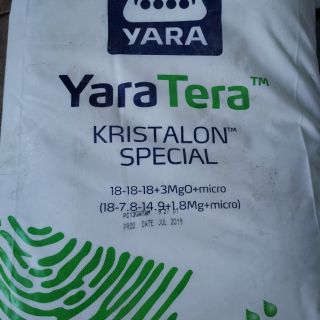 YARA
YaraTera™
KRISTALON™
SPECIAL
18-18-18+3MgO+micro
(18-7.8-14.9+1.8Mg+micro)
PROD. DATE JUL 2019